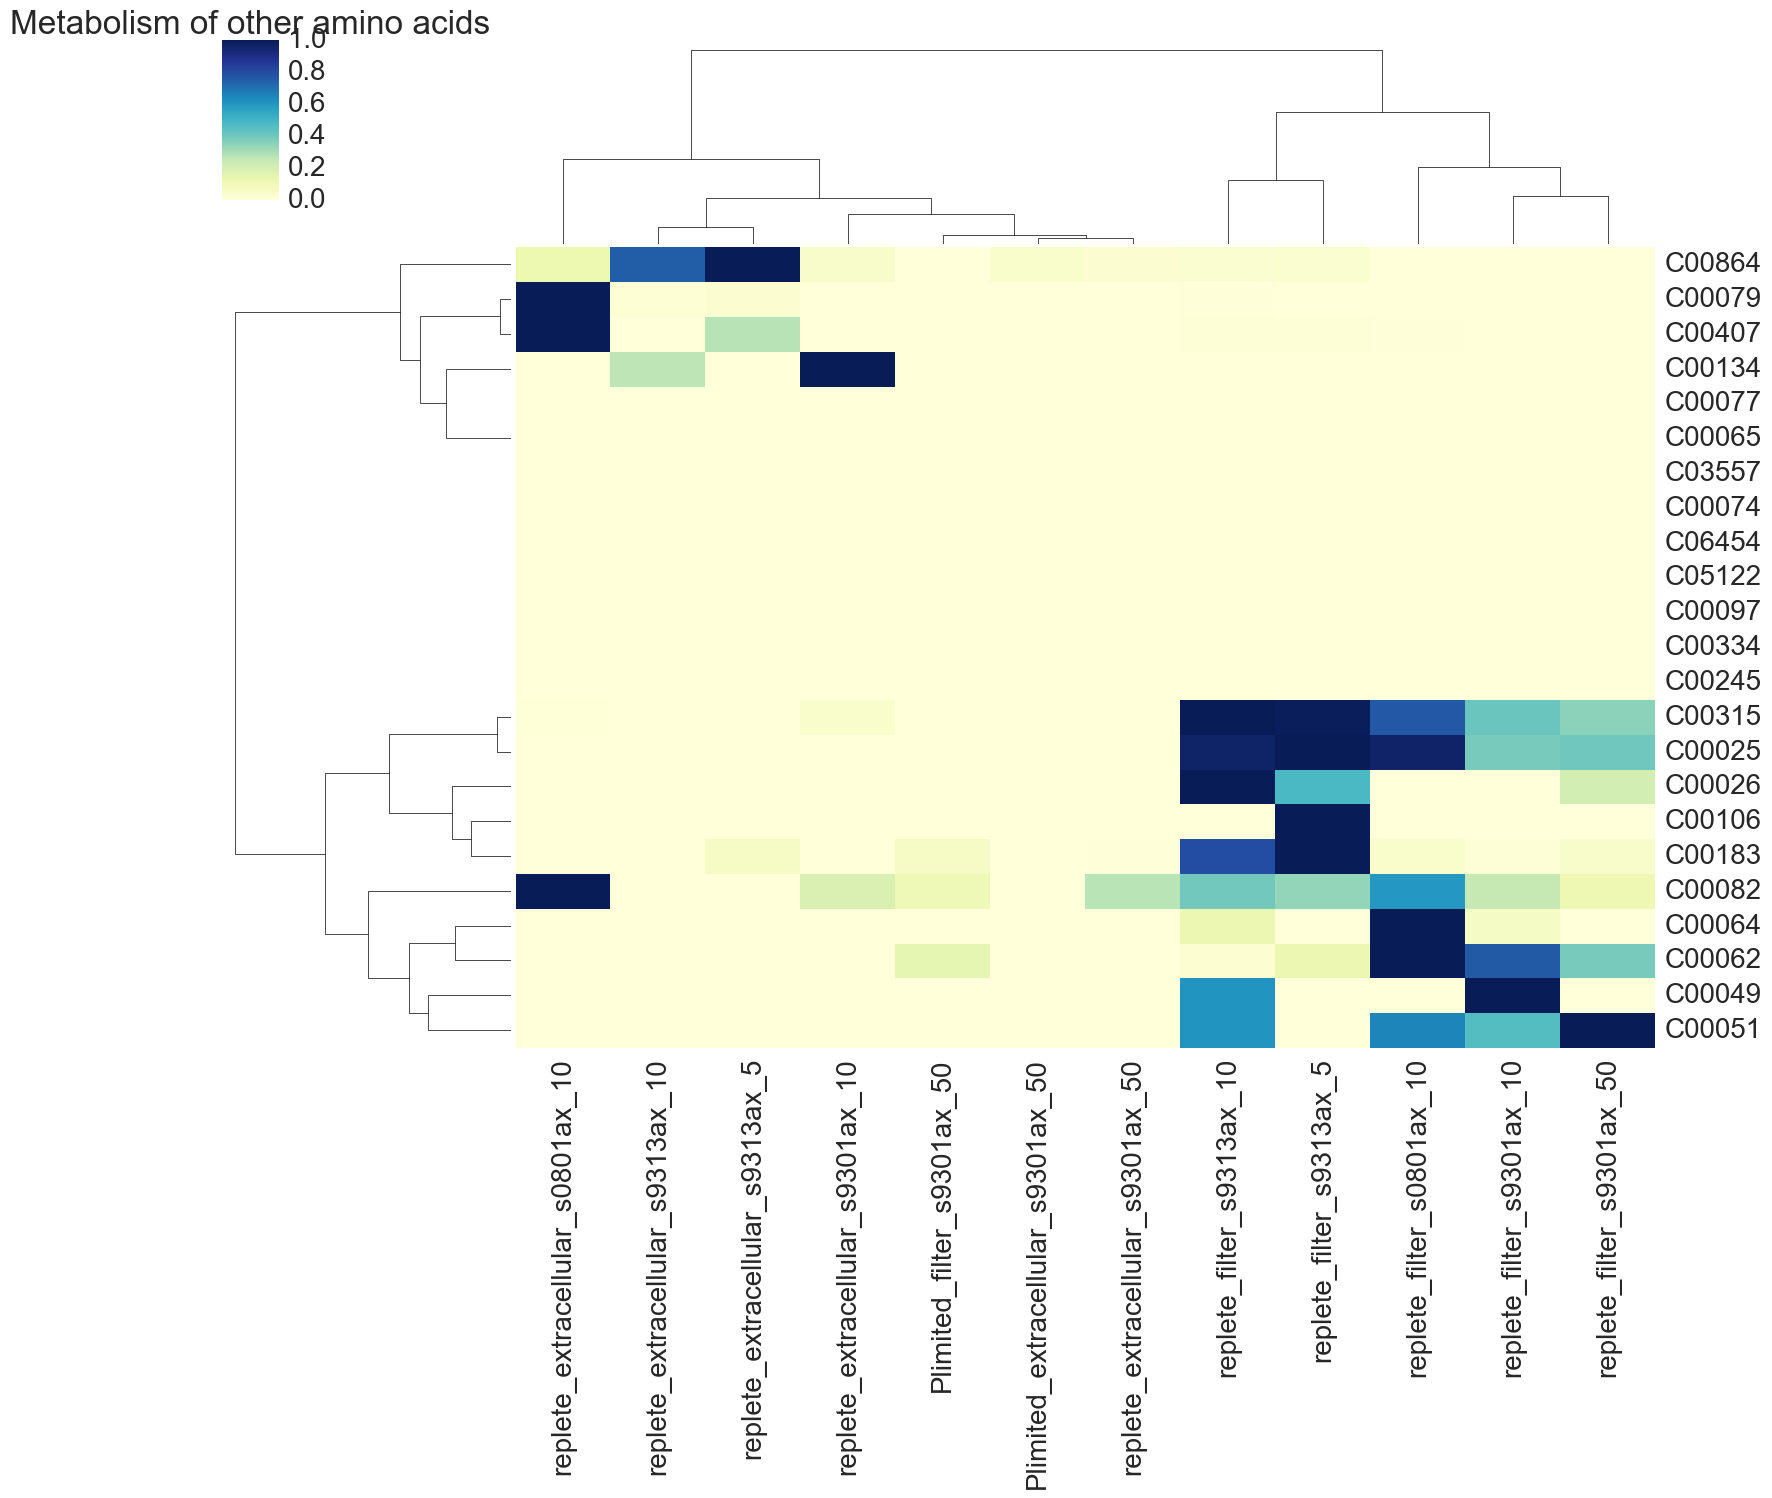 Metabolism of other amino acids
1.0
0.8
0.6
0.4
0.2
0.0
C00864
C00079
C00407
C00134
C00077
C00065
C03557
C00074
C06454
C05122
C00097
C00334
C00245
C00315
C00025
C00026
C00106
C00183
C00082
C00064
C00062
C00049
C00051
replete_extracellular_s0801ax_10
replete_extracellular_s9313ax_10
replete_extracellular_s9313ax_5
replete_extracellular_s9301ax_10
Plimited_filter_s9301ax_50
Plimited_extracellular_s9301ax_50
replete_extracellular_s9301ax_50
replete_filter_s9313ax_10
replete_filter_s9313ax_5
replete_filter_s0801ax_10
replete_filter_s9301ax_10
replete_filter_s9301ax_50